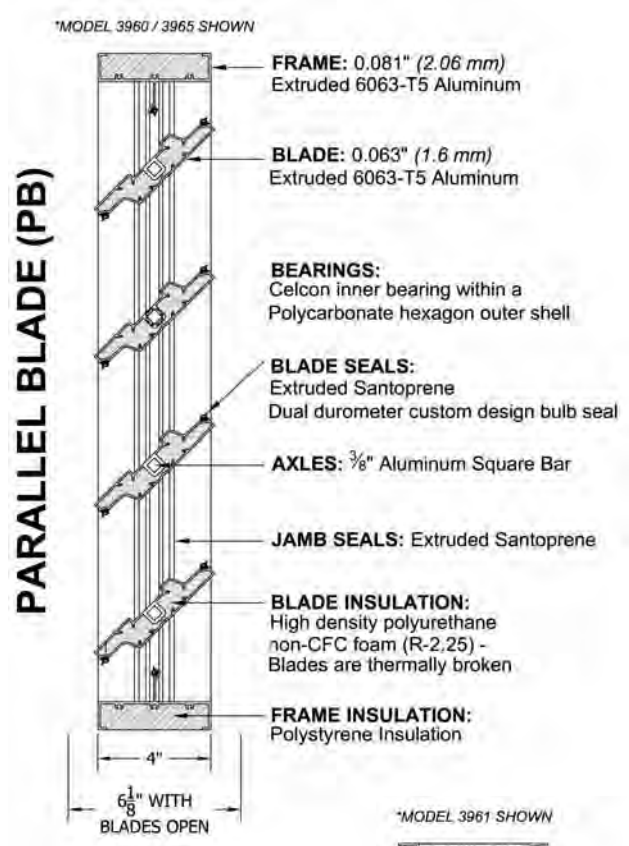 *MODEL 3960 / 3965 SHOWN
PARALLEL BLADE (PB)
FRAME: 0.081" (2.06 mm)
Extruded 6063-T5 Aluminum
BLADE: 0.063" (1.6 mm)
Extruded 6063-T5 Aluminum
BEARINGS:
Celcon inner bearing within a
Polycarbonate hexagon outer shell
BLADE SEALS:
Extruded Santoprene
Dual durometer custom design bulb seal
AXLES: ⅜" Aluminum Square Bar
JAMB SEALS: Extruded Santoprene
BLADE INSULATION:
High density polyurethane
non-CFC foam (R-2,25) -
Blades are thermally broken
FRAME INSULATION:
Polystyrene Insulation
4"
6⅛" WITH
BLADES OPEN
*MODEL 3961 SHOWN